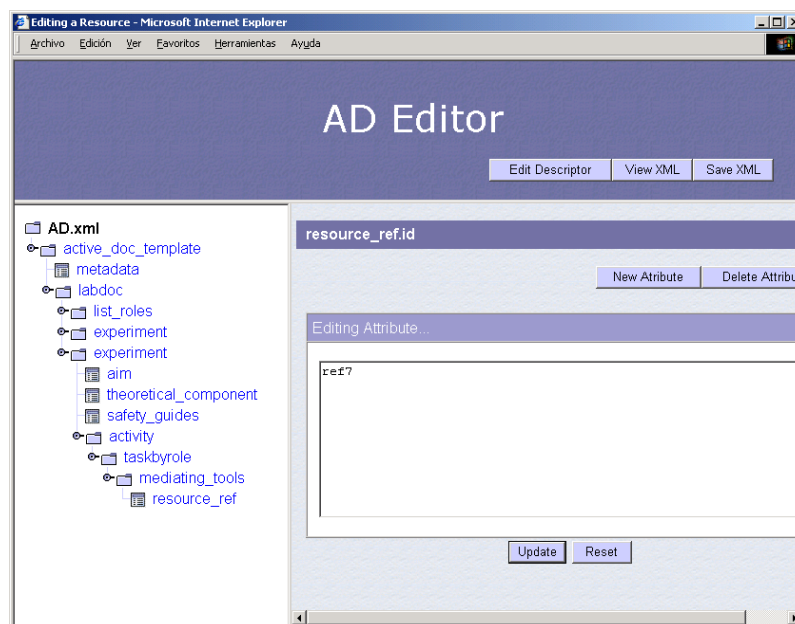 Editing a Resource - Microsoft Internet Explorer
Archivo Edición Ver Favoritos Herramientas Ayuda
AD Editor
Edit Descriptor View XML Save XML
AD.xml
active_doc_template
metadata
labdoc
list_roles
experiment
experiment
aim
theoretical_component
safety_guides
activity
taskbyrole
mediating_tools
resource_ref
resource_ref.id
New Atribute Delete Attribu
Editing Attribute...
ref7
Update Reset